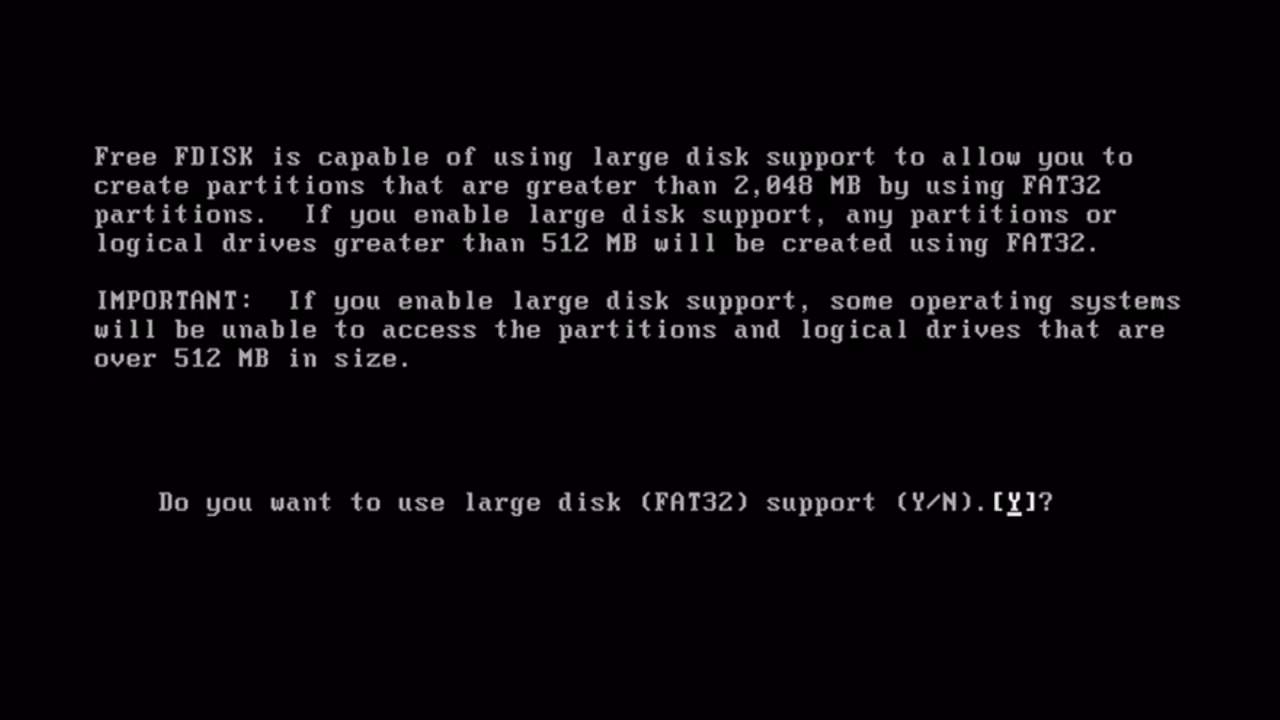 Free FDISK is capable of using large disk support to allow you to
create partitions that are greater than 2,048 MB by using FAT32
partitions.  If you enable large disk support, any partitions or
logical drives greater than 512 MB will be created using FAT32.
IMPORTANT:  If you enable large disk support, some operating systems
will be unable to access the partitions and logical drives that are
over 512 MB in size.
Do you want to use large disk (FAT32) support (Y/N).[Y]?